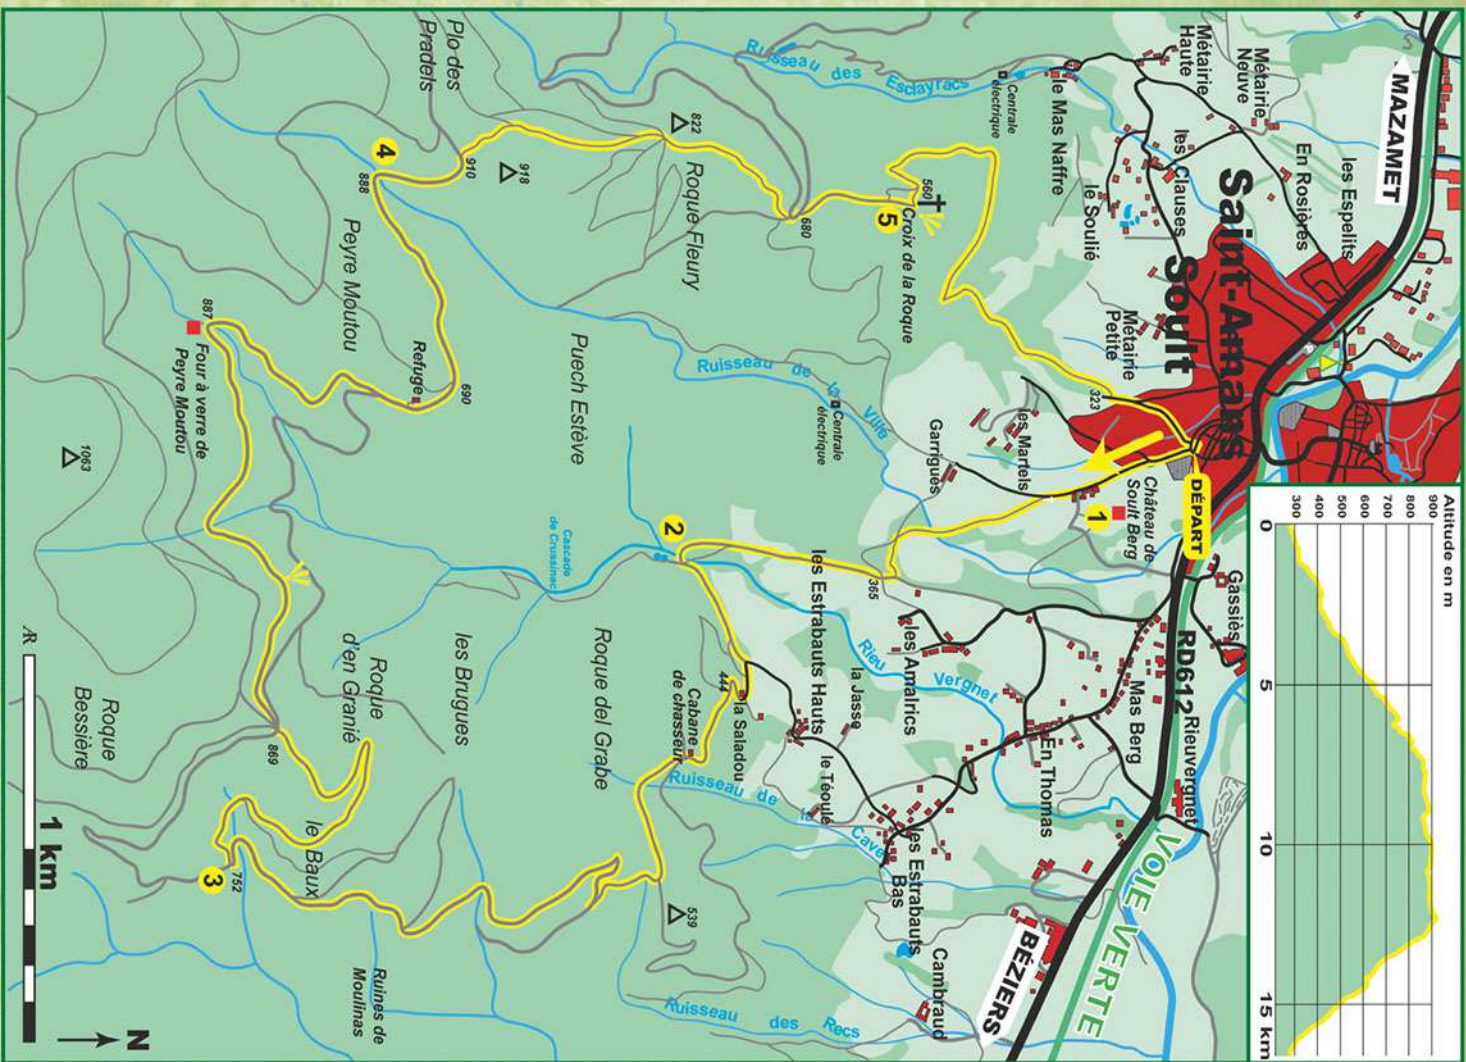 MAZAMET
les Espelits
En Rosières
Métairie
Neuve
Métairie
Haute
les Clauses
le Soulié
le Mas Naffre
Centrale
électrique
Ruisseau des Esclayracs
Plo des
Pradels
Saint-Amans
Soult
Métairie
Petite
323
560
Croix de la Roque
5
680
822
Roque Fleury
918
910
4
888
Peyre Moutou
690
Refuge
887
Four à verre de
Peyre Moutou
1063
Puech Estève
Ruisseau de la Ville
Centrale
électrique
les Martels
Garrigues
DÉPART
Château de
Soult Berg
1
365
2
Cascade
de Crussinac
Gassiès
RD612
Rieuvergnet
Mas Berg
En Thomas
les Amalrics
la Jasse
les Estrabauts Hauts
Rieu Vergnet
le Téoulé
la Saladou
444
Cabane
de chasseur
Roque del Grabe
les Brugues
Roque
d'en Granié
869
Roque
Bessière
le Baux
752
3
Ruisseau de la Cave
les Estrabauts
Bas
539
Cambraud
Ruisseau des Recs
Ruines de
Moulinas
VOIE VERTE
BÉZIERS
1 km
N
Altitude en m
900
800
700
600
500
400
300
0
5
10
15 km